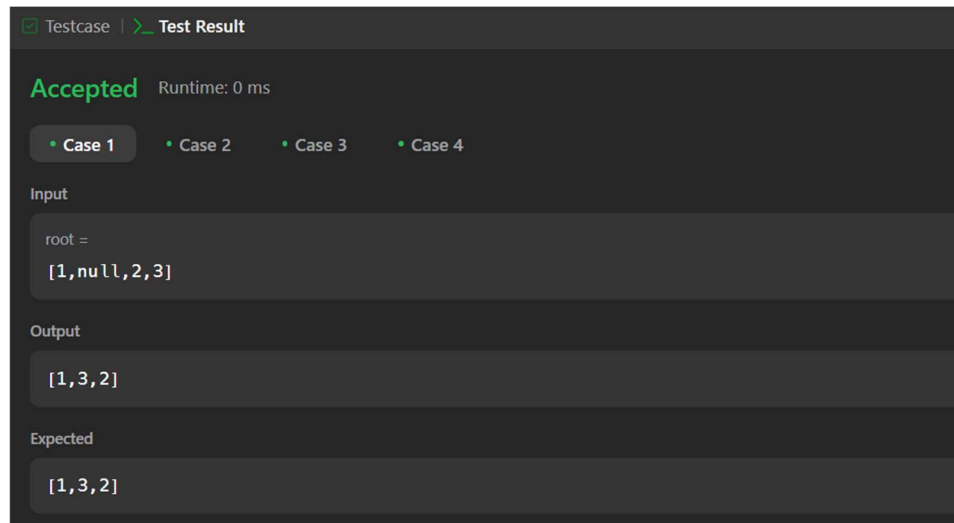 Testcase | >_ Test Result
Accepted Runtime: 0 ms
• Case 1 • Case 2 • Case 3 • Case 4
Input
root =
[1,null,2,3]
Output
[1,3,2]
Expected
[1,3,2]